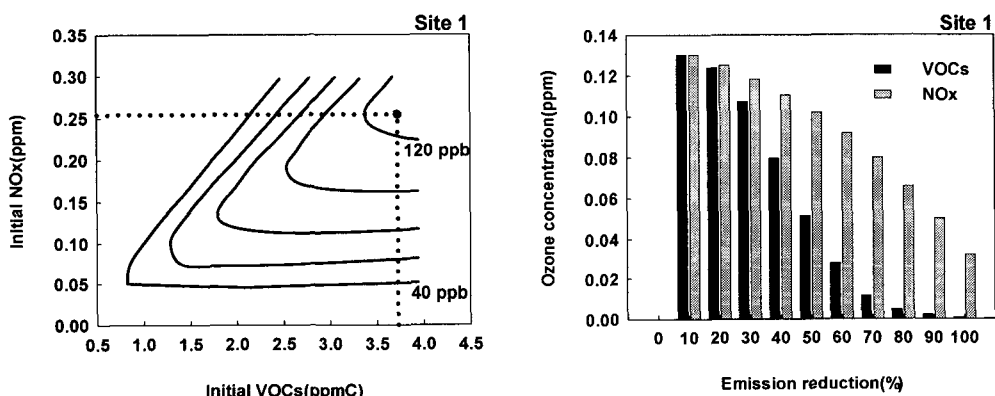 Site 1
0.35
0.30
0.25
0.20
0.15
0.10
0.05
0.00
Initial NOx(ppm)
120 ppb
40 ppb
0.5 1.0 1.5 2.0 2.5 3.0 3.5 4.0 4.5
Initial VOCs(ppmC)
Site 1
0.14
0.12
0.10
0.08
0.06
0.04
0.02
0.00
Ozone concentration(ppm)
VOCs
NOx
0 10 20 30 40 50 60 70 80 90 100
Emission reduction(%)